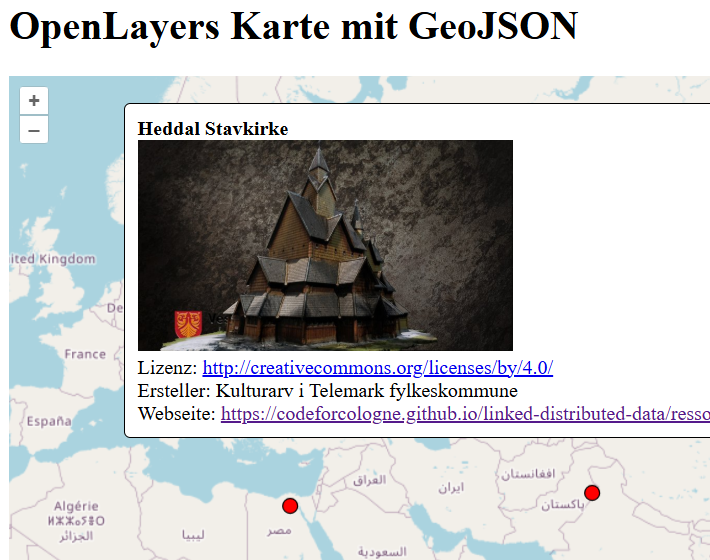 OpenLayers Karte mit GeoJSON
+
–
Heddal Stavkirke
ited Kingdom
De
France
España
Lizenz: http://creativecommons.org/licenses/by/4.0/
Ersteller: Kulturarv i Telemark fylkeskommune
Webseite: https://codeforcologne.github.io/linked-distributed-data/resso
Algérie
ⵍⵣⵣⴰⵢⴻⵔ
الجزائر
ليبيا
مصر
العراق
السعودية
ایران
افغانستان
پاکستان